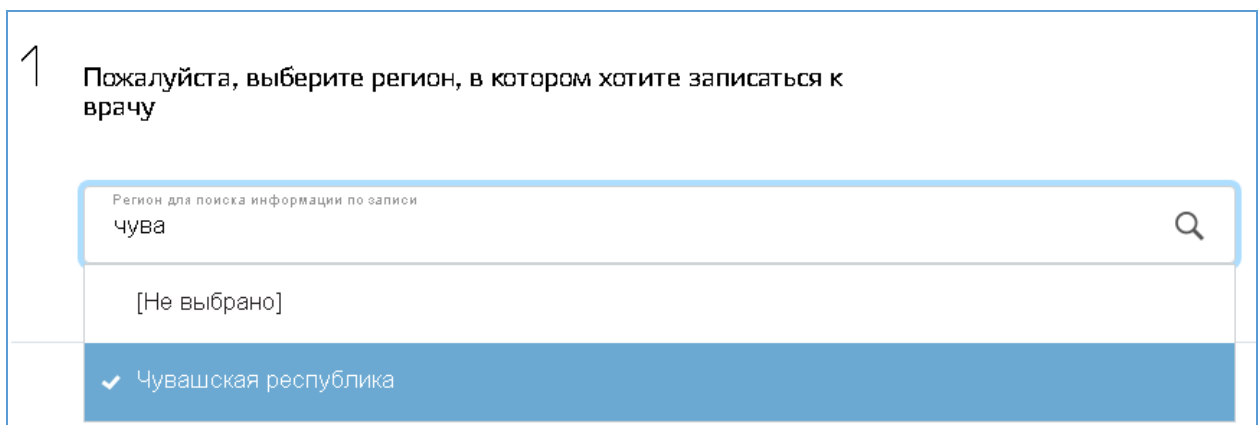 1
Пожалуйста, выберите регион, в котором хотите записаться к
врачу
Регион для поиска информации по записи
чува
[Не выбрано]
Чувашская республика